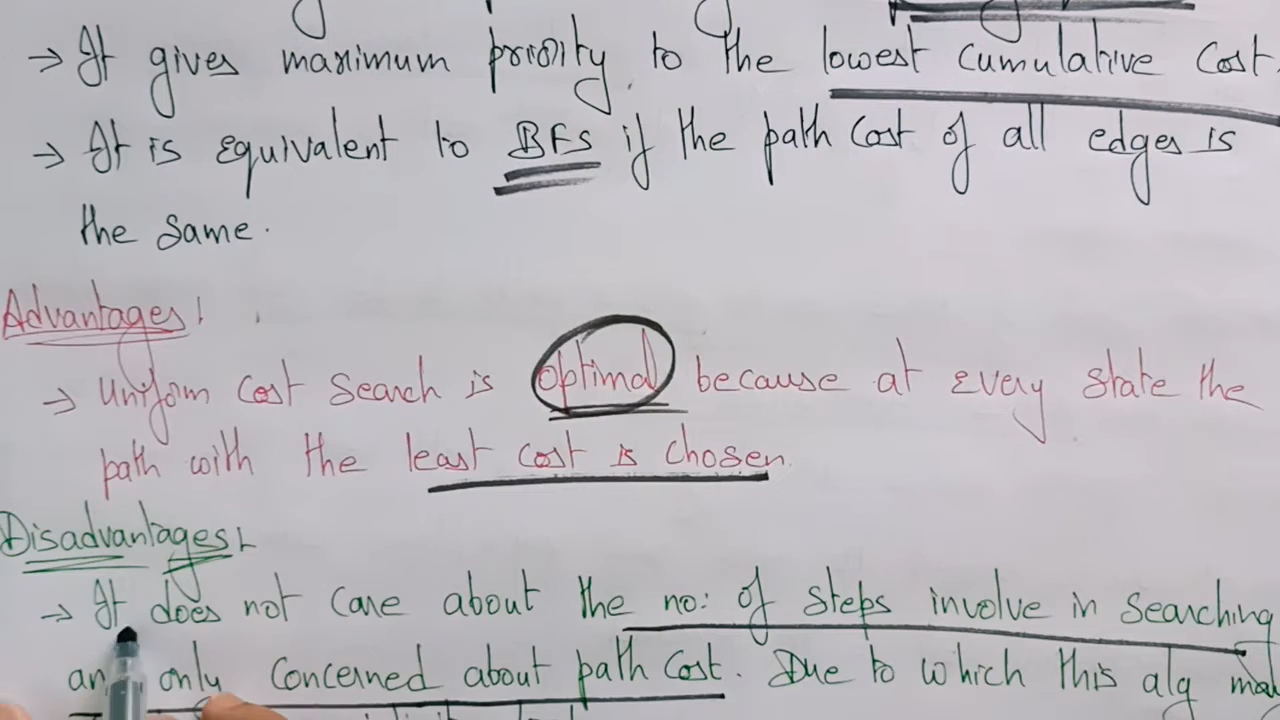 → It gives maximum priority to the lowest cumulative cost.
→ It is equivalent to BFS if the path cost of all edges is
the same.
Advantages:
→ Uniform cost search is optimal because at every state the
path with the least cost is chosen.
Disadvantages:
→ It does not care about the no: of steps involve in searching
only concerned about path cost. Due to which this alg